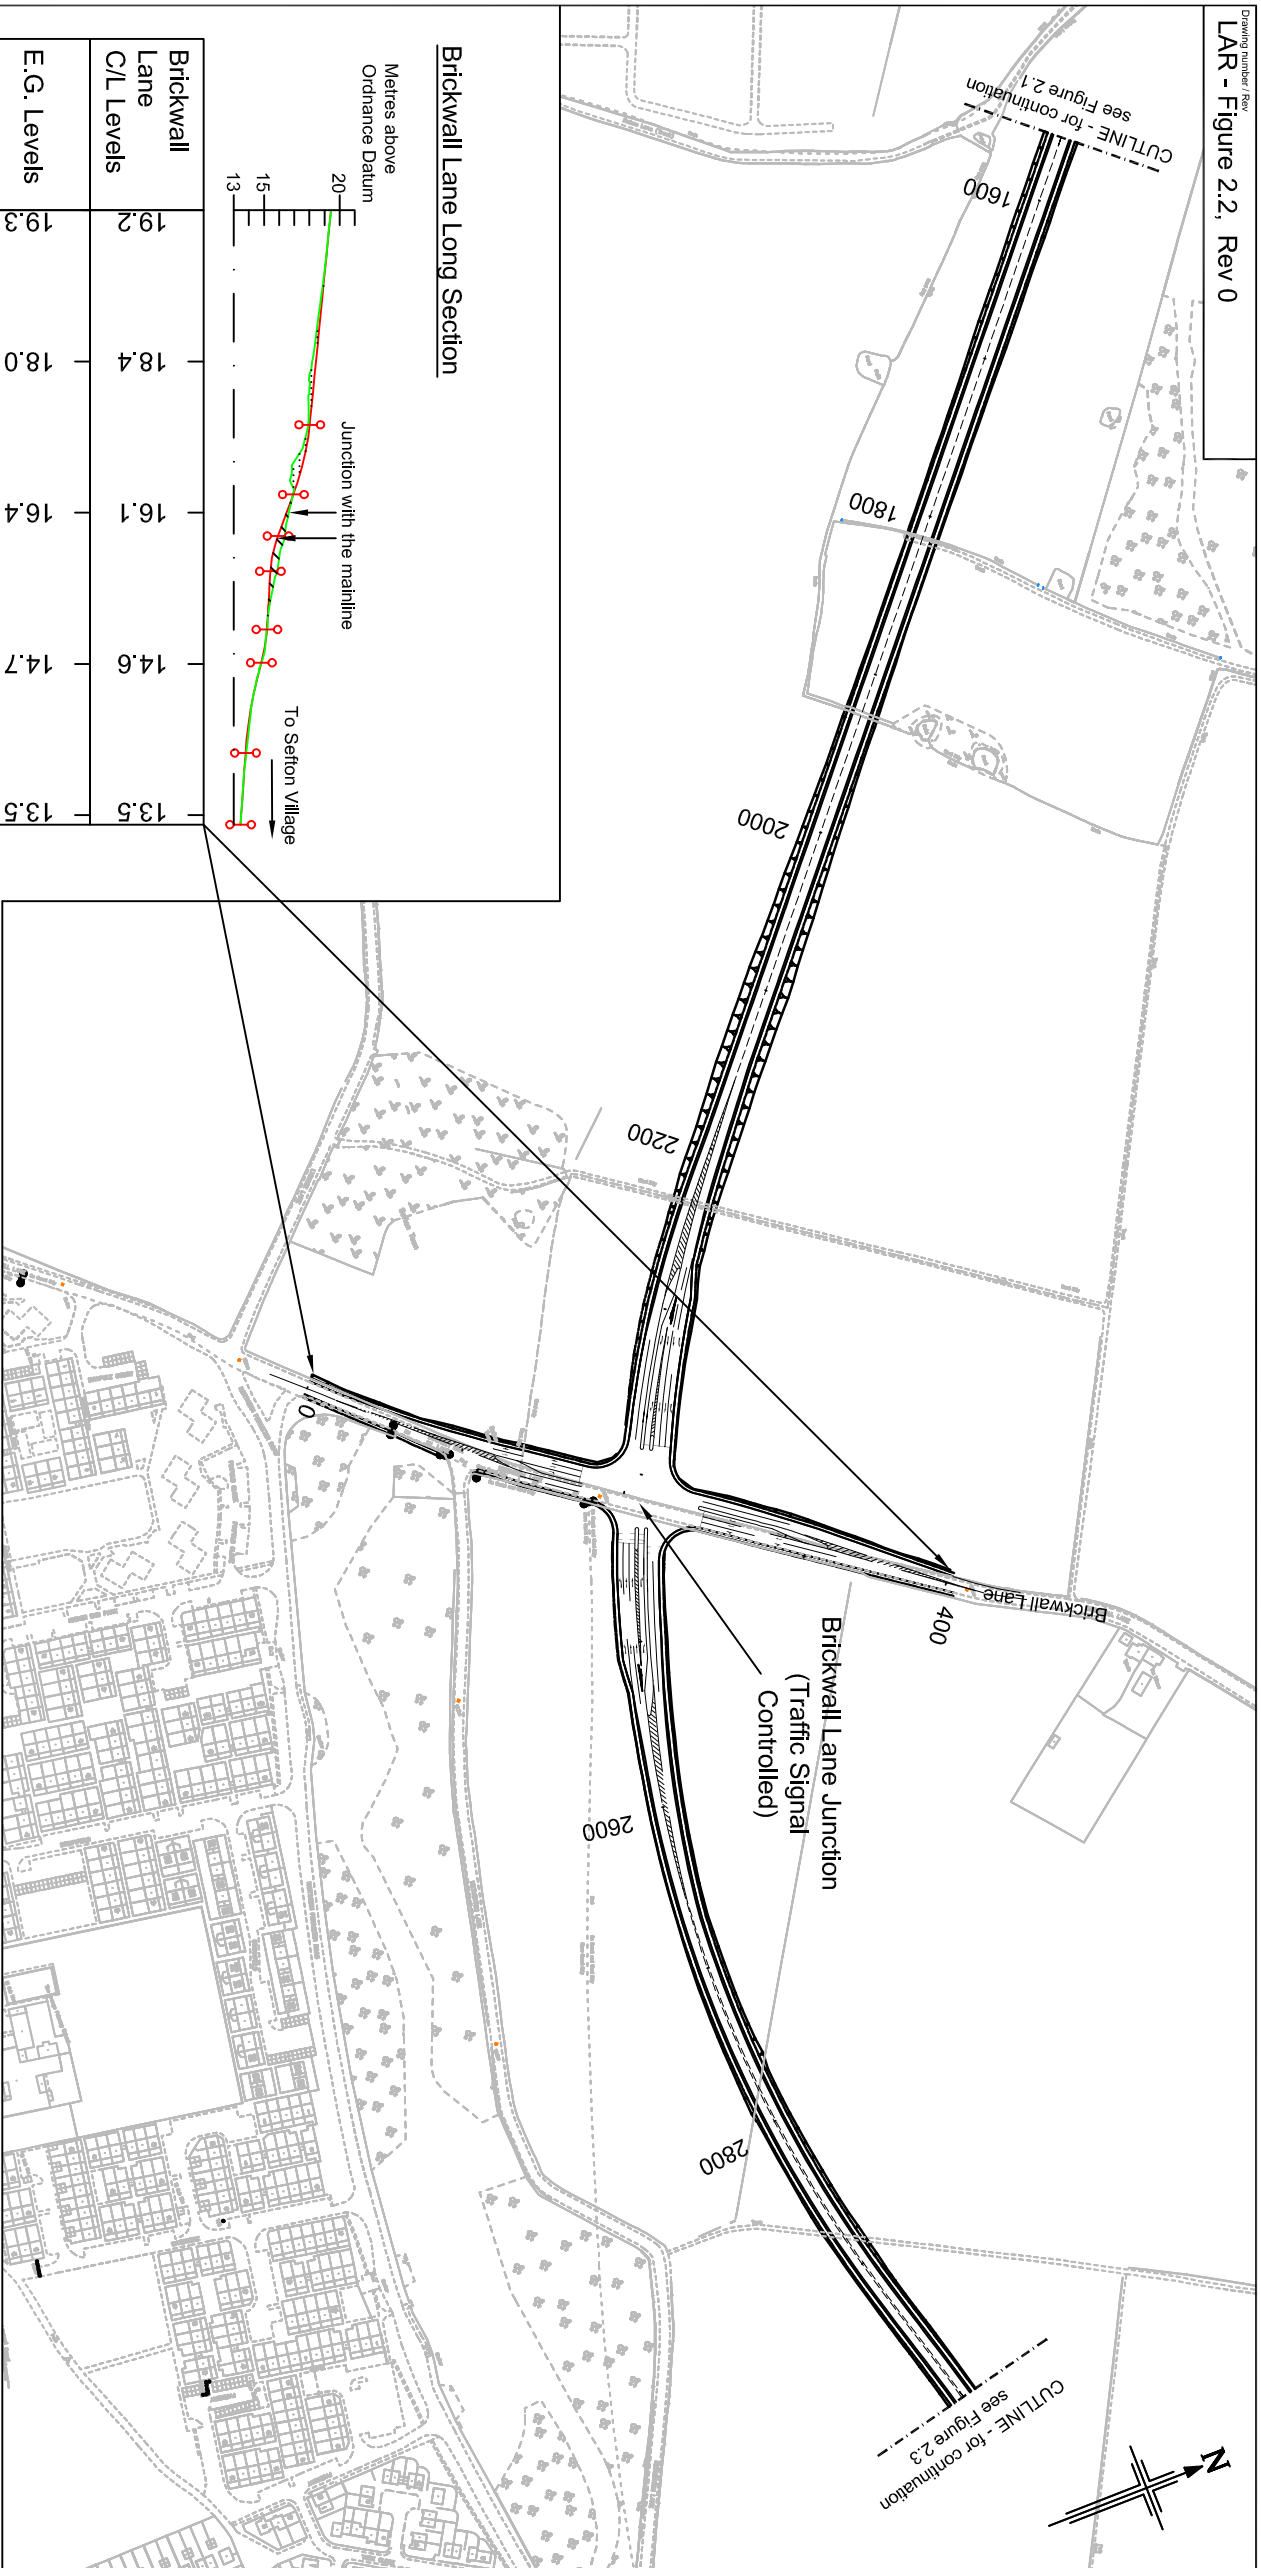 Drawing number / Rev
LAR - Figure 2.2, Rev 0
CUTLINE - for continuation
see Figure 2.1
1600
1800
2000
2200
2600
2800
0
400
Brickwall Lane
Brickwall Lane Junction
(Traffic Signal
Controlled)
CUTLINE - for continuation
see Figure 2.3
N
Brickwall Lane Long Section
Metres above
Ordnance Datum
20
15
13
Junction with the mainline
To Sefton Village
Brickwall
Lane
C/L Levels
19.2
18.4
16.1
14.6
13.5
E.G. Levels
19.3
18.0
16.4
14.7
13.5